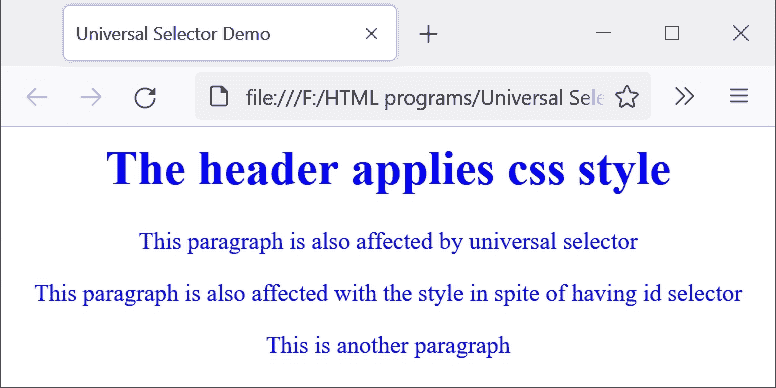 Universal Selector Demo
file:///F:/HTML programs/Universal Sele
The header applies css style
This paragraph is also affected by universal selector
This paragraph is also affected with the style in spite of having id selector
This is another paragraph